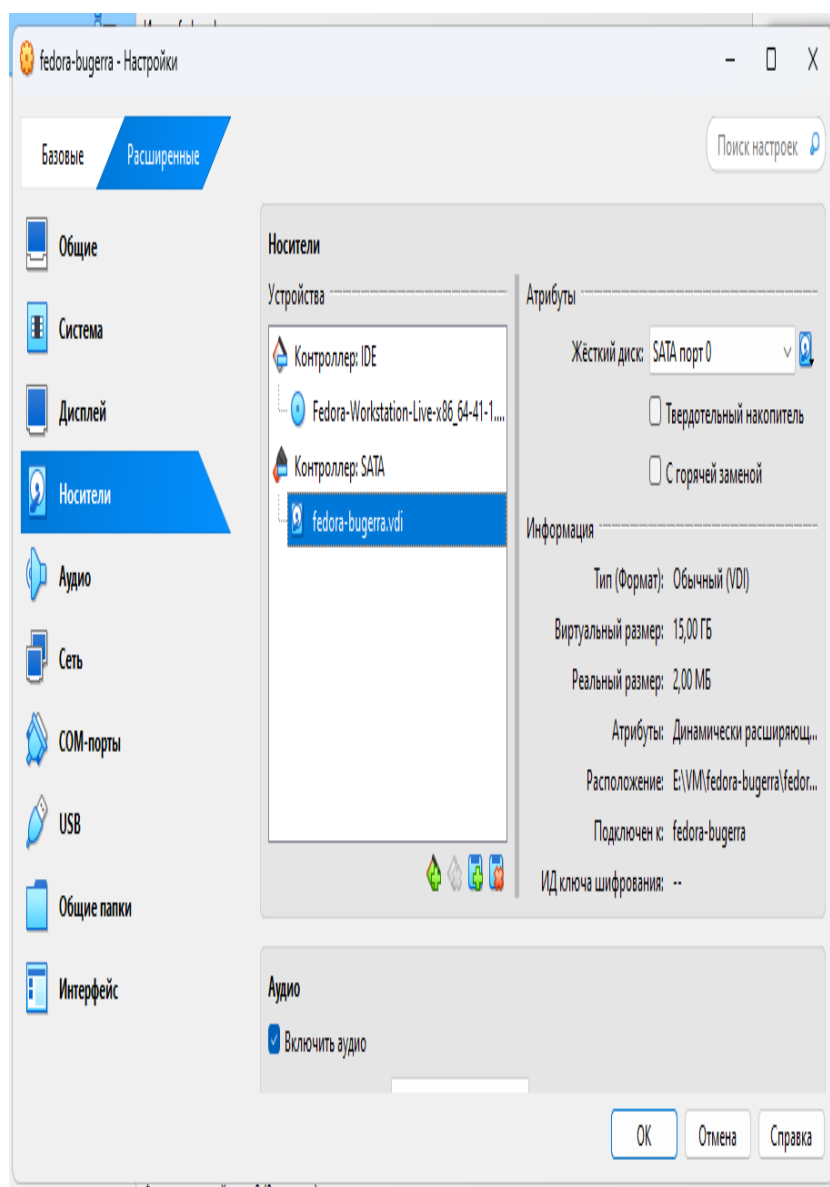 fedora-bugerra - Настройки
Базовые
Расширенные
Поиск настроек
Общие
Система
Дисплей
Носители
Аудио
Сеть
COM-порты
USB
Общие папки
Интерфейс
Носители
Устройства
Контроллер: IDE
Fedora-Workstation-Live-x86_64-41-1....
Контроллер: SATA
fedora-bugerra.vdi
Атрибуты
Жёсткий диск: SATA порт 0
Твердотельный накопитель
С горячей заменой
Информация
Тип (Формат): Обычный (VDI)
Виртуальный размер: 15,00 ГБ
Реальный размер: 2,00 МБ
Атрибуты: Динамически расширяющ...
Расположение: E:\VM\fedora-bugerra\fedor...
Подключен к: fedora-bugerra
ИД ключа шифрования: --
Аудио
Включить аудио
OK
Отмена
Справка